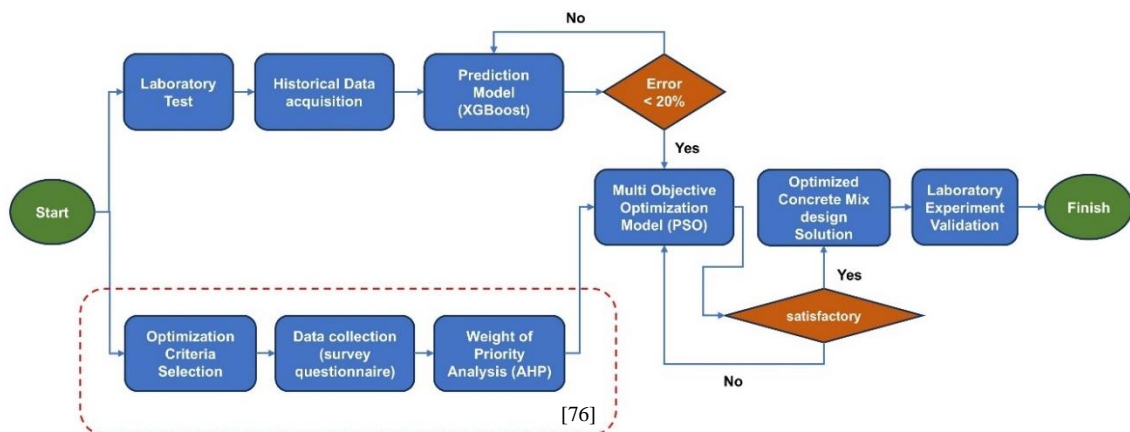 No
Laboratory
Test
Historical Data
acquisition
Prediction
Model
(XGBoost)
Error
< 20%
Yes
Start
Multi Objective
Optimization
Model (PSO)
Optimized
Concrete Mix
design
Solution
Laboratory
Experiment
Validation
Finish
Yes
satisfactory
No
Optimization
Criteria
Selection
Data collection
(survey
questionnaire)
Weight of
Priority
Analysis (AHP)
[76]